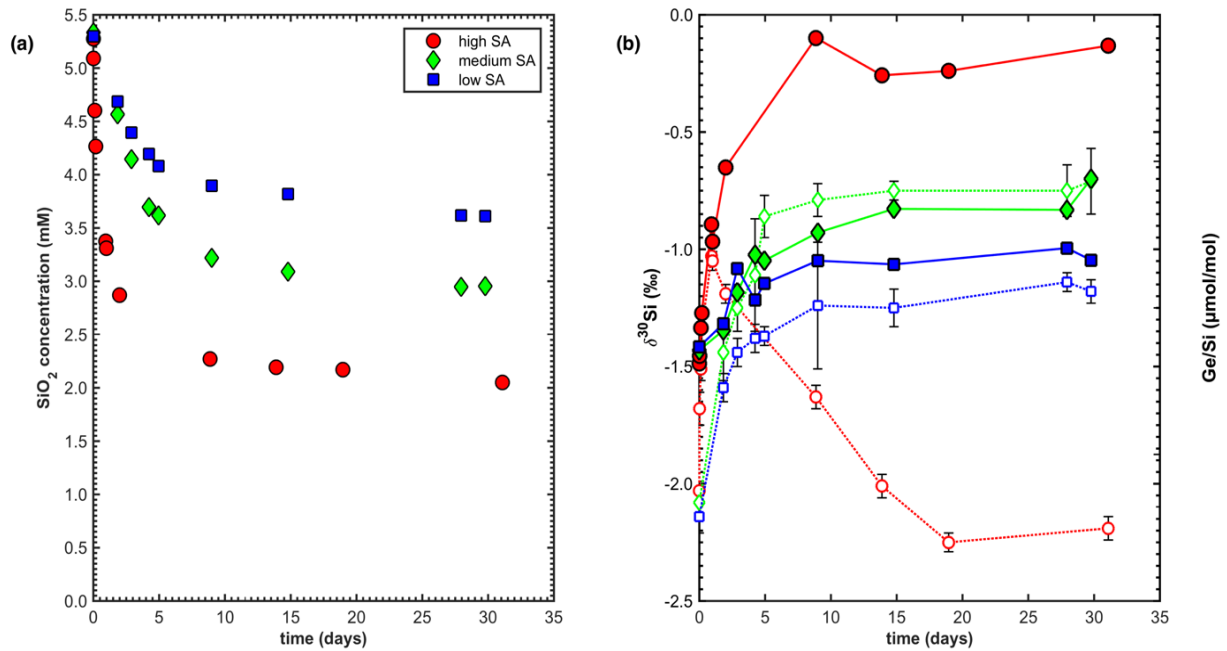 (a)
SiO2 concentration (mM)
5.5
5.0
4.5
4.0
3.5
3.0
2.5
2.0
1.5
1.0
0.5
0.0
0 5 10 15 20 25 30 35
time (days)
high SA
medium SA
low SA
(b)
δ30Si (‰)
0.0
-0.5
-1.0
-1.5
-2.0
-2.5
0 5 10 15 20 25 30 35
time (days)
Ge/Si (μmol/mol)